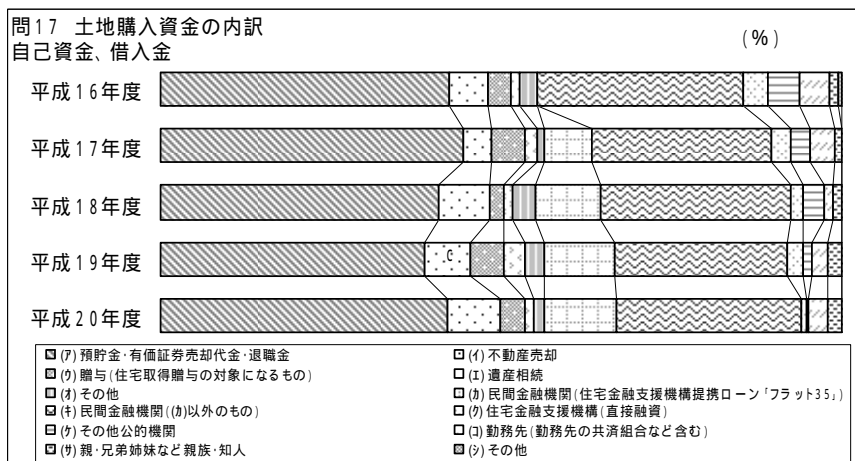 問17 土地購入資金の内訳
自己資金、借入金
(%)
平成16年度
平成17年度
平成18年度
平成19年度
C
平成20年度
(ア)預貯金・有価証券売却代金・退職金
(イ)不動産売却
(ウ)贈与(住宅取得贈与の対象になるもの)
(エ)遺産相続
(オ)その他
(カ)民間金融機関(住宅金融支援機構提携ローン「フラット35」)
(キ)民間金融機関((カ)以外のもの)
(ク)住宅金融支援機構(直接融資)
(ケ)その他公的機関
(コ)勤務先(勤務先の共済組合など含む)
(サ)親・兄弟姉妹など親族・知人
(シ)その他